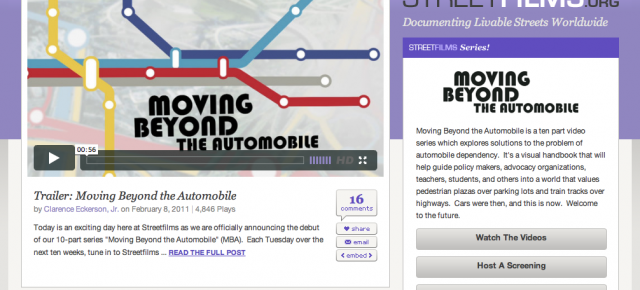 STREETFILMS.ORG
Documenting Livable Streets Worldwide
MOVING
BEYOND
THE AUTOMOBILE
00:56
HD
Trailer: Moving Beyond the Automobile
by Clarence Eckerson, Jr. on February 8, 2011 | 4,846 Plays
Today is an exciting day here at Streetfilms as we are officially announcing the debut
of our 10-part series "Moving Beyond the Automobile" (MBA). Each Tuesday over the
next ten weeks, tune in to Streetfilms ... READ THE FULL POST
16
comments
share
email
embed
STREETFILMS Series!
MOVING
BEYOND
THE AUTOMOBILE
Moving Beyond the Automobile is a ten part video
series which explores solutions to the problem of
automobile dependency. It's a visual handbook that will
help guide policy makers, advocacy organizations,
teachers, students, and others into a world that values
pedestrian plazas over parking lots and train tracks over
highways. Cars were then, and this is now. Welcome
to the future.
Watch The Videos
Host A Screening